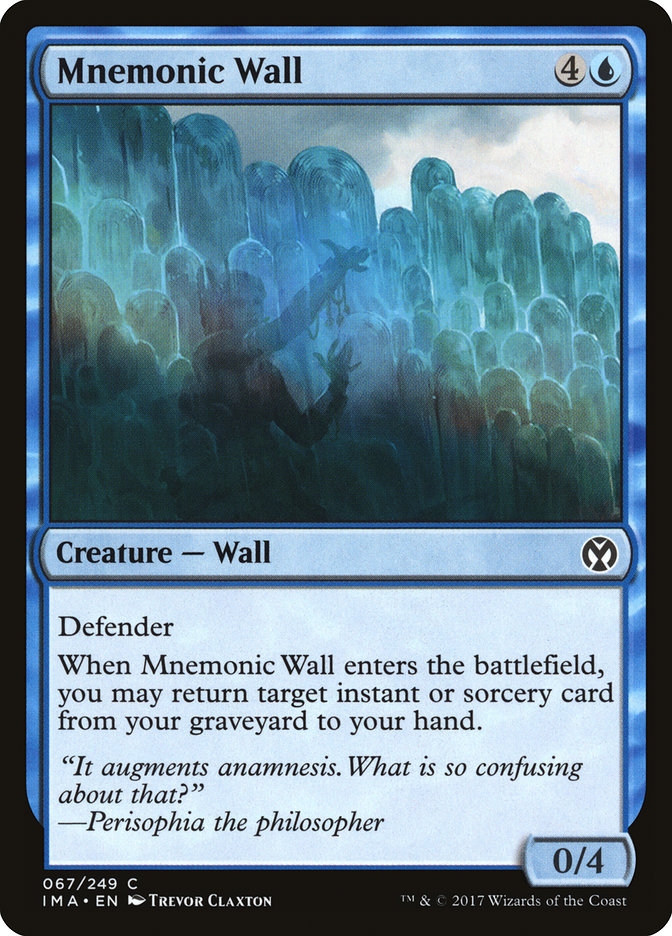 Mnemonic Wall 4
Creature — Wall
Defender
When Mnemonic Wall enters the battlefield,
you may return target instant or sorcery card
from your graveyard to your hand.
“It augments anamnesis. What is so confusing
about that?”
—Perisophia the philosopher
0/4
067/249 C
IMA • EN Trevor Claxton
™ & © 2017 Wizards of the Coast